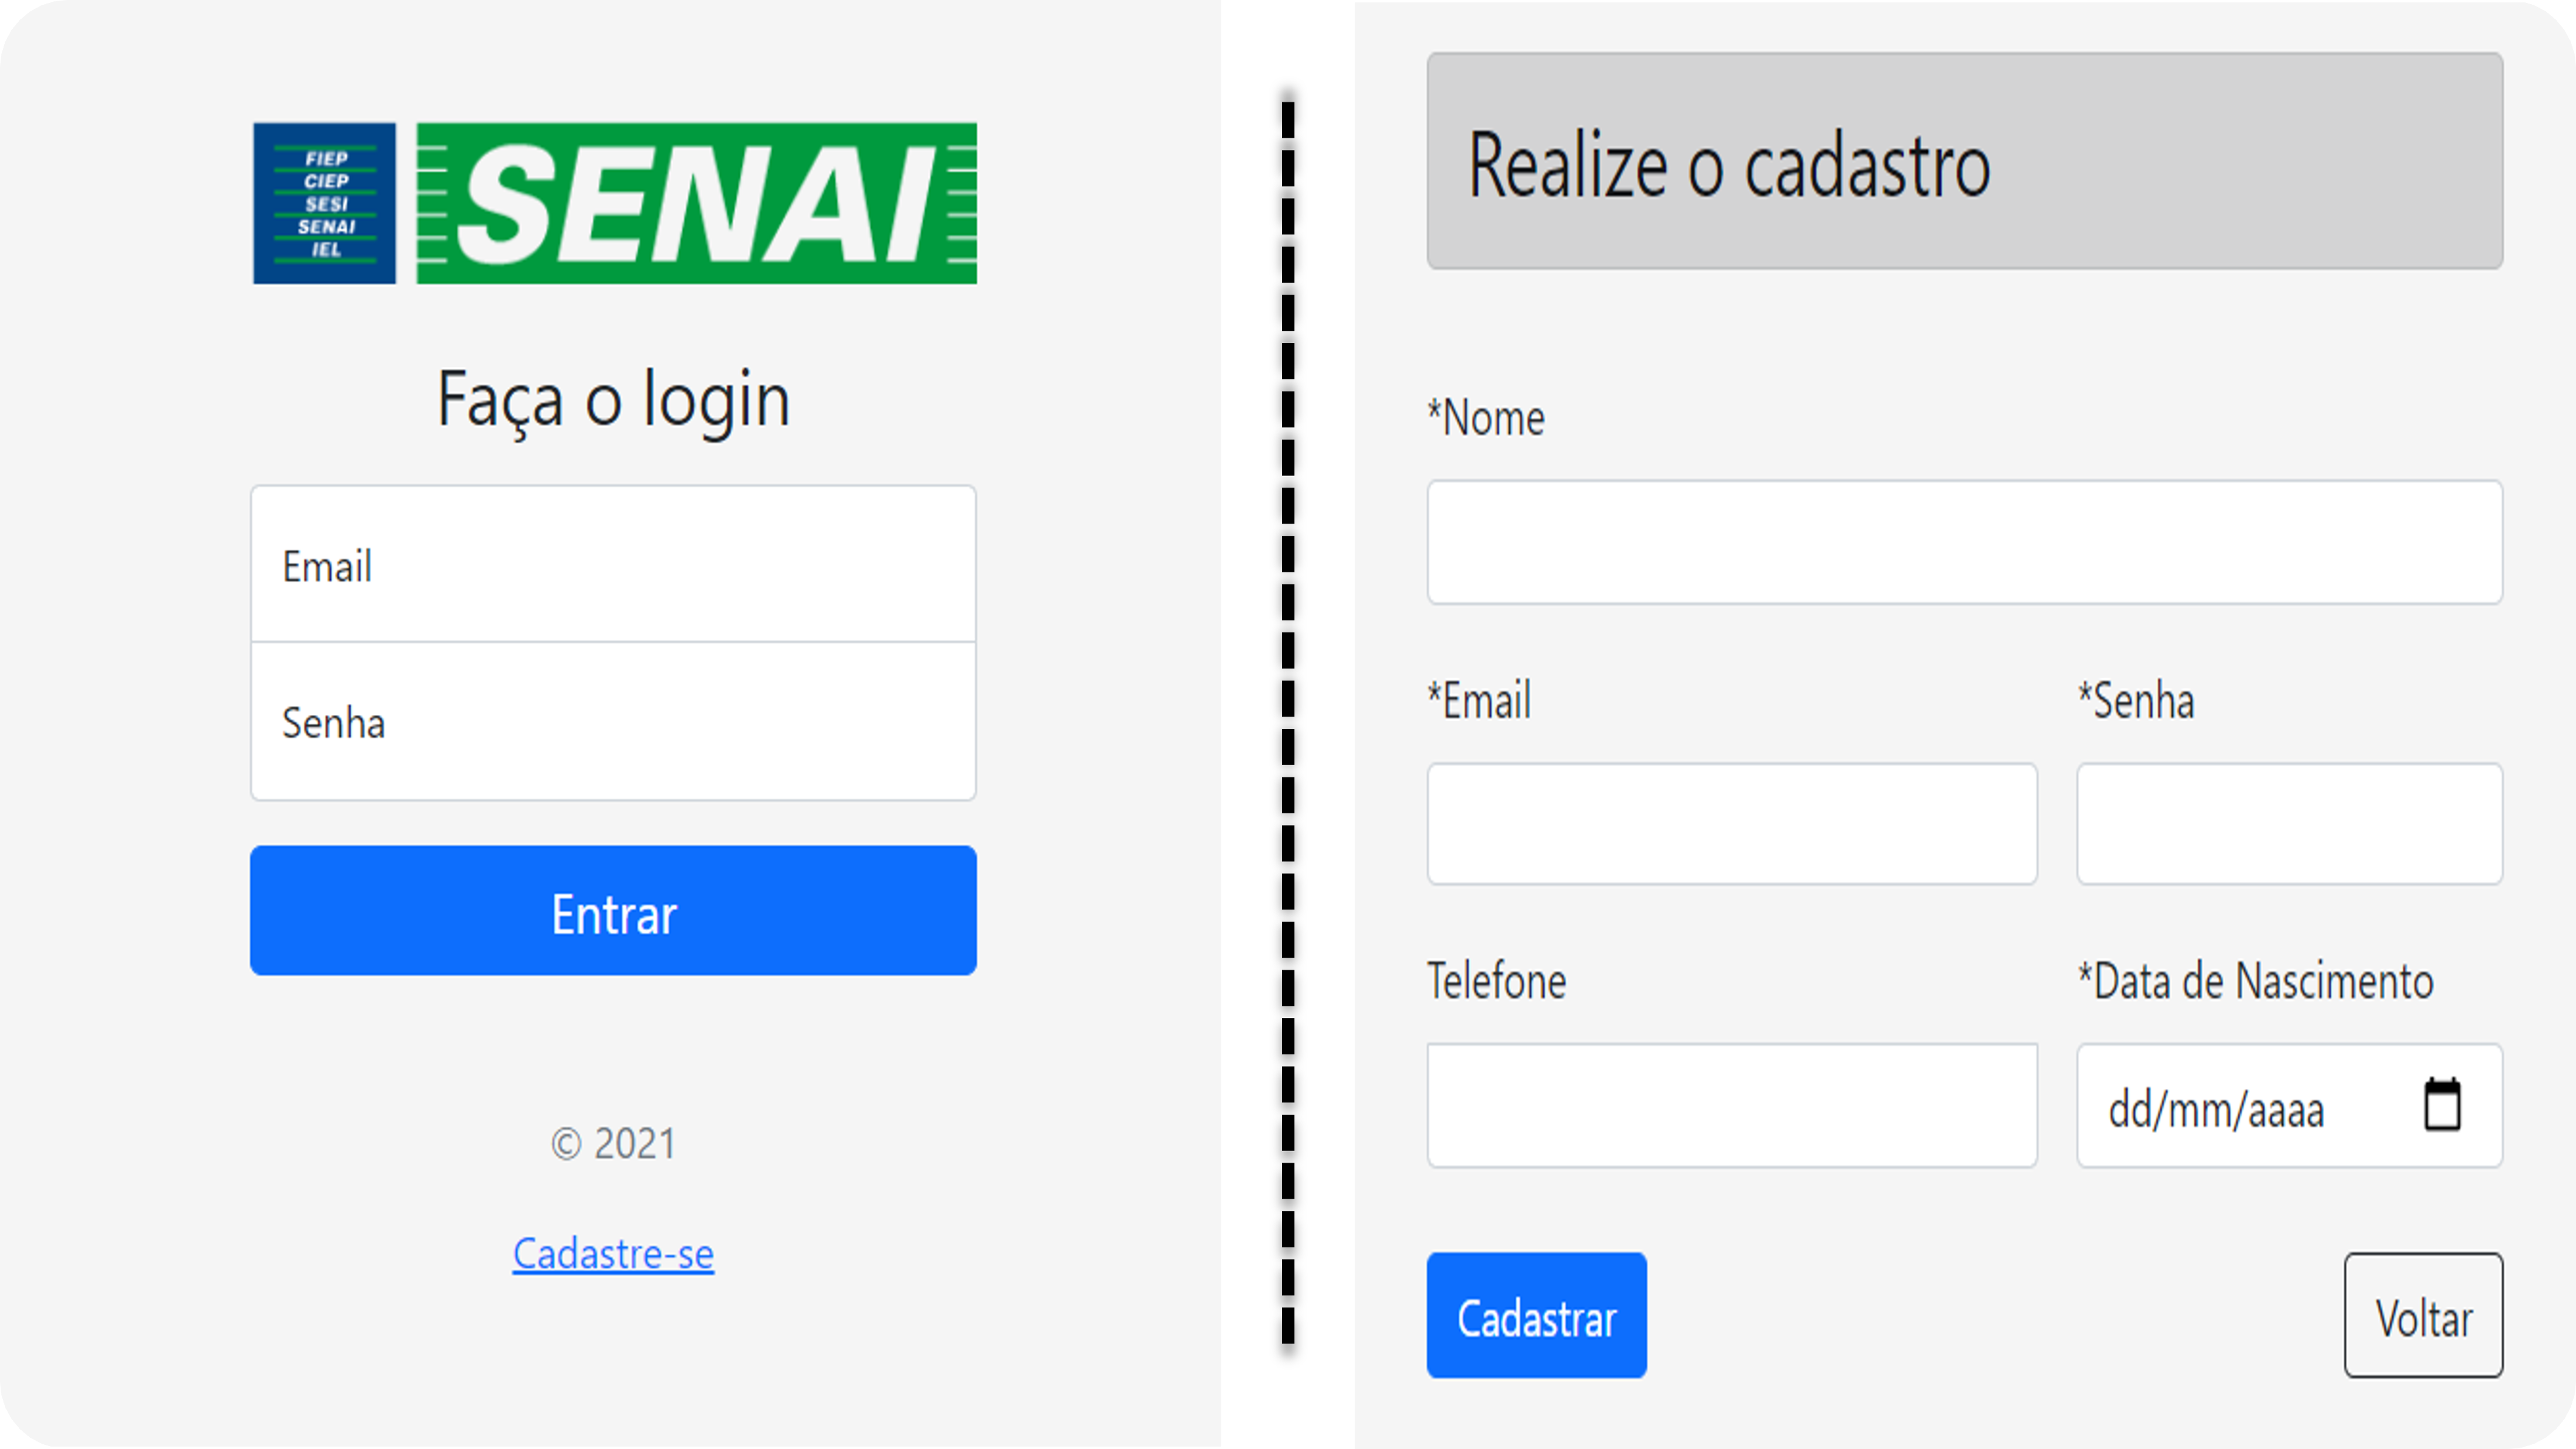 FIEP
CIEP
SESI
SENAI
IEL
SENAI
Faça o login
Email
Senha
Entrar
© 2021
Cadastre-se
Realize o cadastro
*Nome
*Email
*Senha
Telefone
*Data de Nascimento
dd/mm/aaaa
Cadastrar
Voltar